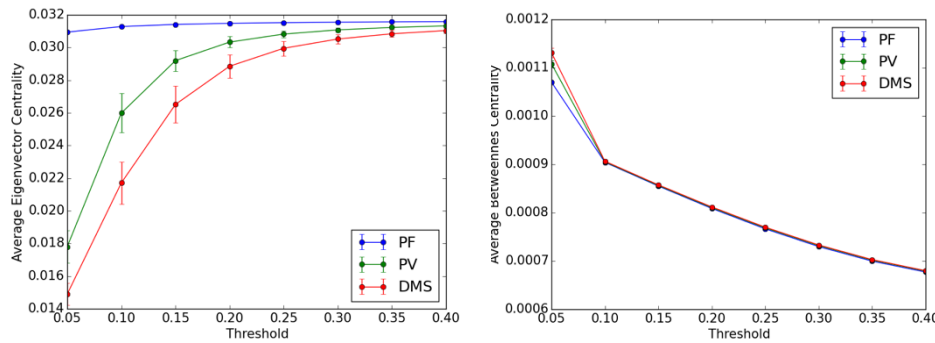 Average Eigenvector Centrality
0.032
0.030
0.028
0.026
0.024
0.022
0.020
0.018
0.016
0.014
0.05 0.10 0.15 0.20 0.25 0.30 0.35 0.40
Threshold
PF
PV
DMS
Average Betweennes Centrality
0.0012
0.0011
0.0010
0.0009
0.0008
0.0007
0.0006
0.05 0.10 0.15 0.20 0.25 0.30 0.35 0.40
Threshold
PF
PV
DMS